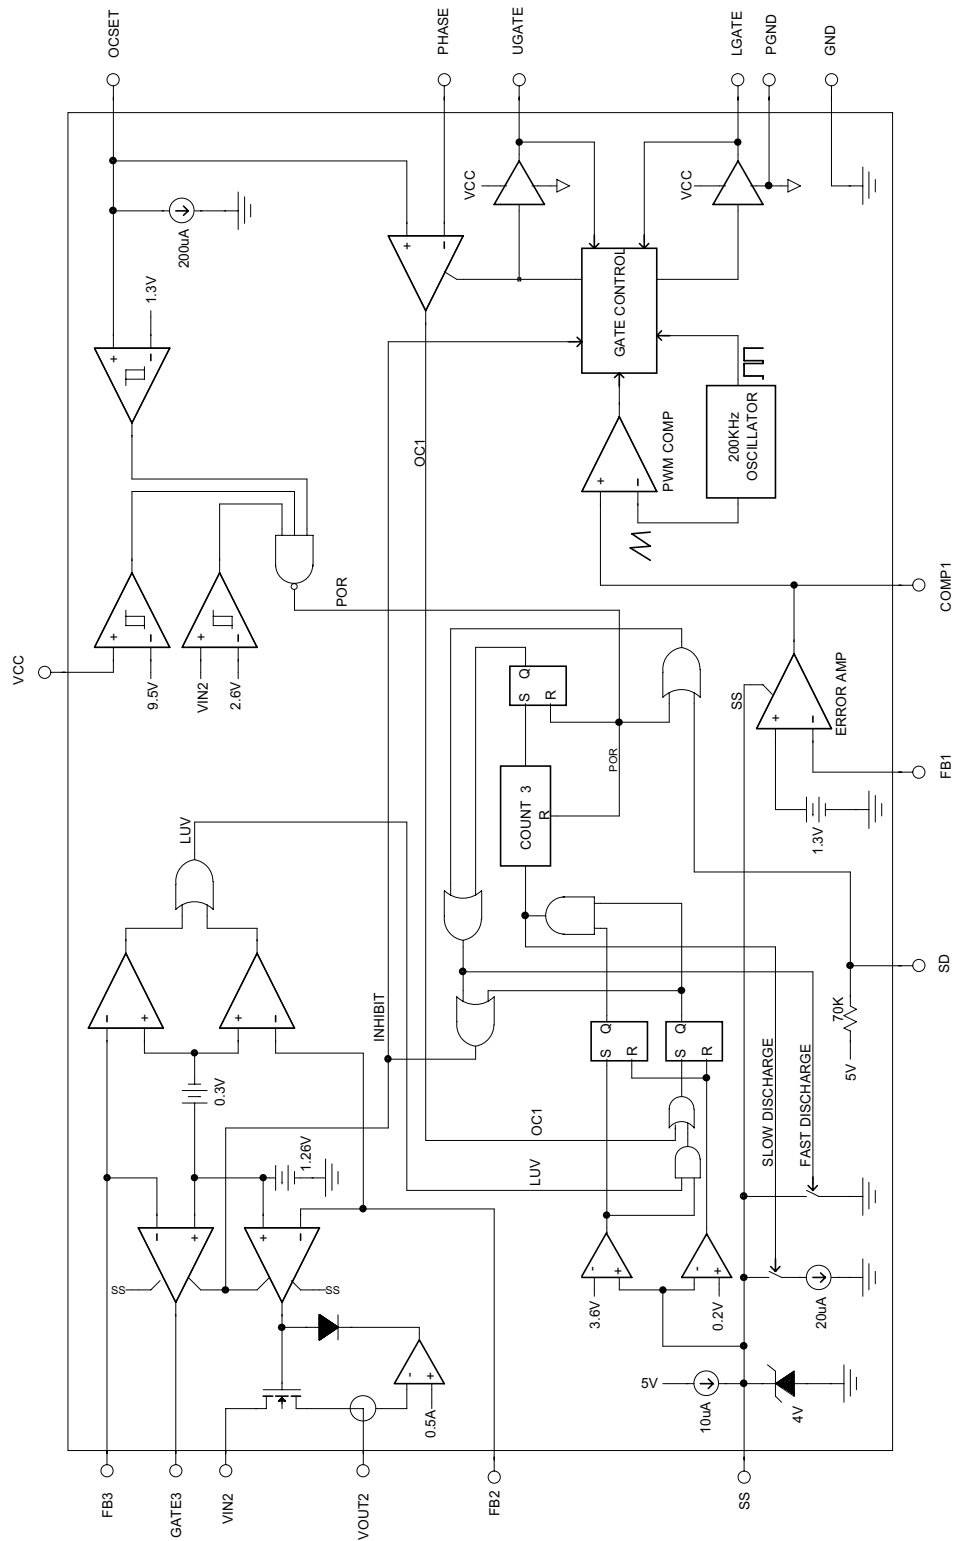 OCSET
PHASE
UGATE
LGATE
PGND
GND
VCC
VCC
200uA
1.3V
+
−
+
−
GATE CONTROL
OC1
PWM COMP
+
−
200KHz
OSCILLATOR
VCC
+
−
9.5V
+
−
VIN2
2.6V
POR
COMP1
SS
ERROR AMP
+
−
FB1
1.3V
S
Q
R
POR
COUNT 3
R
LUV
−
+
+
−
0.3V
INHIBIT
S
Q
R
S
Q
R
SD
70K
5V
SLOW DISCHARGE
FAST DISCHARGE
OC1
LUV
1.26V
−
+
+
−
SS
SS
-
+
3.6V
-
+
0.2V
20uA
5V
10uA
4V
-
+
0.5A
FB3
GATE3
VIN2
VOUT2
FB2
SS